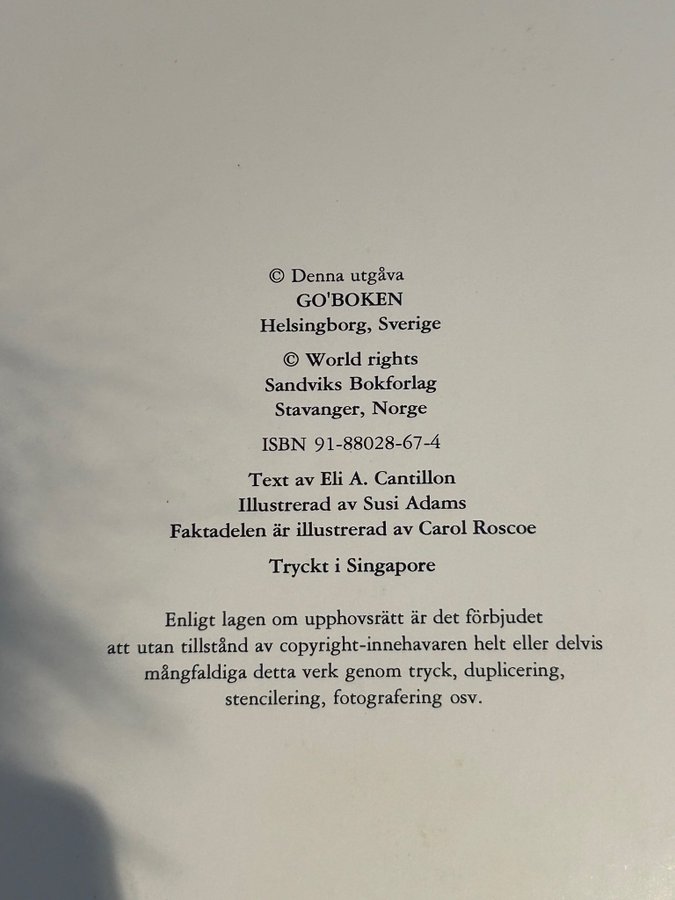 © Denna utgåva
GO'BOKEN
Helsingborg, Sverige
© World rights
Sandviks Bokforlag
Stavanger, Norge
ISBN 91-88028-67-4
Text av Eli A. Cantillon
Illustrerad av Susi Adams
Faktadelen är illustrerad av Carol Roscoe
Tryckt i Singapore
Enligt lagen om upphovsrätt är det förbjudet
att utan tillstånd av copyright-innehavaren helt eller delvis
mångfaldiga detta verk genom tryck, duplicering,
stencilering, fotografering osv.